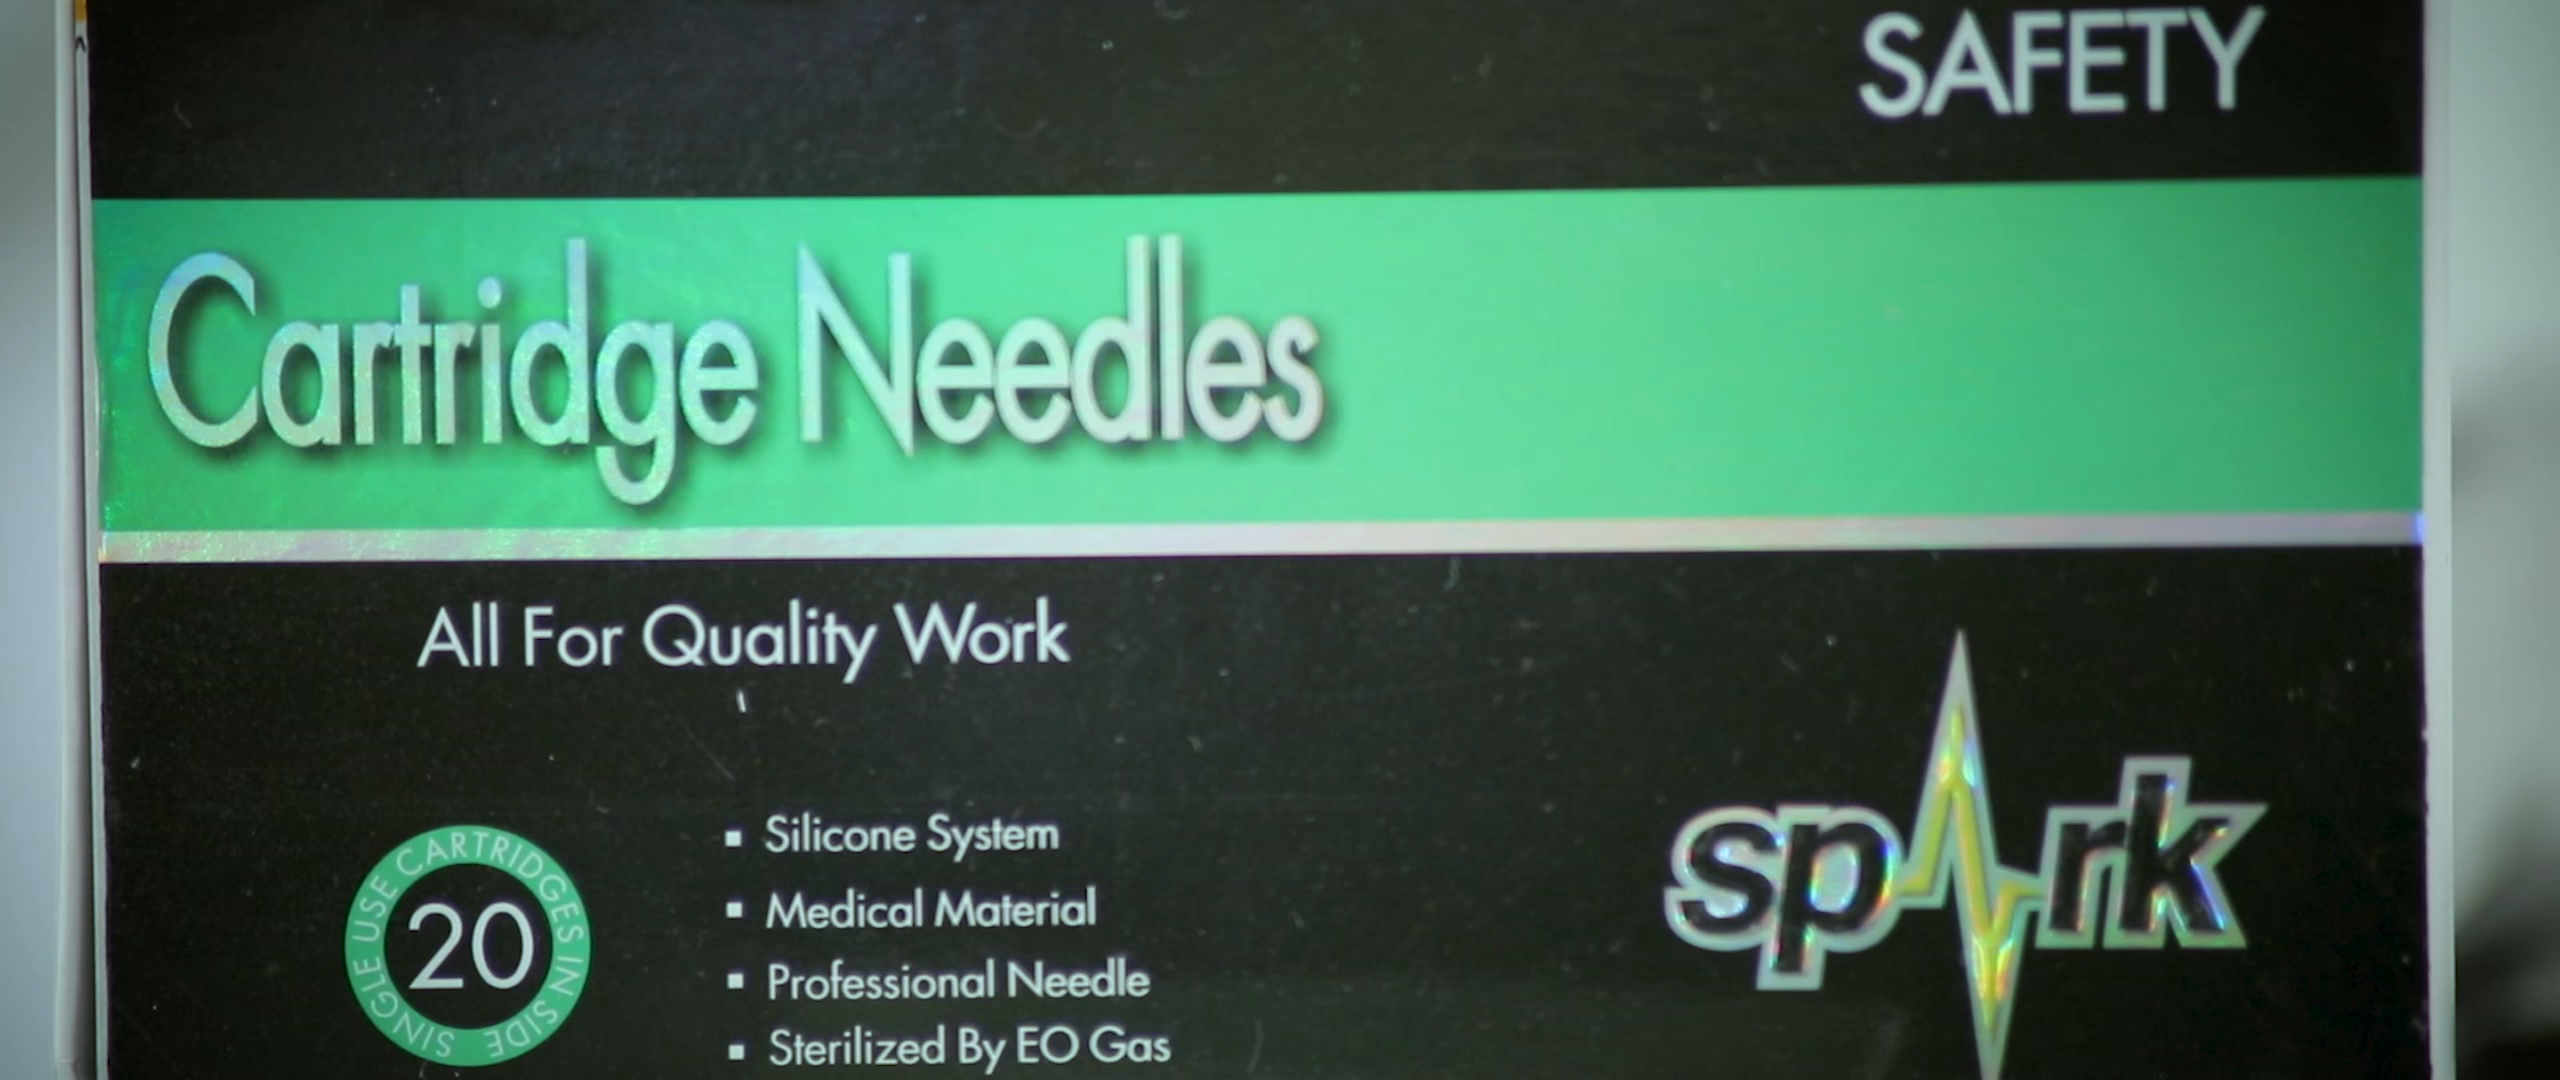 SAFETY
Cartridge Needles
All For Quality Work
SINGLE USE CARTRIDGES IN SIDE
20
▪ Silicone System
▪ Medical Material
▪ Professional Needle
▪ Sterilized By EO Gas
spark